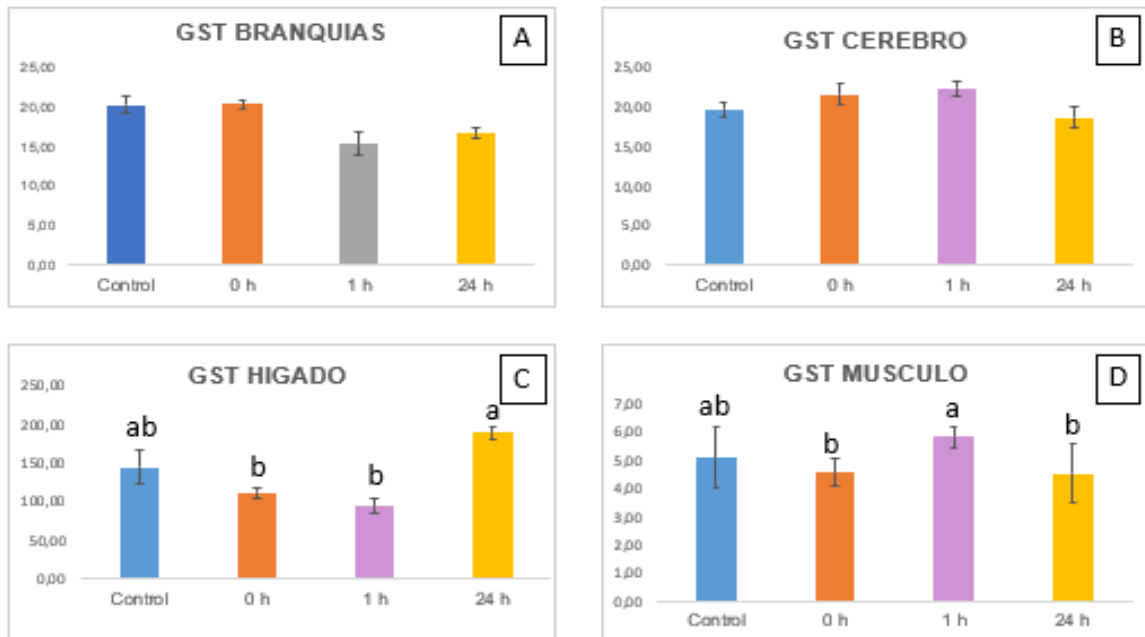 GST BRANQUIAS
A
25,00
20,00
15,00
10,00
5,00
0,00
Control 0 h 1 h 24 h
GST CEREBRO
B
25,00
20,00
15,00
10,00
5,00
0,00
Control 0 h 1 h 24 h
GST HIGADO
C
250,00
200,00
150,00
100,00
50,00
0,00
ab b b a
Control 0 h 1 h 24 h
GST MUSCULO
D
7,00
6,00
5,00
4,00
3,00
2,00
1,00
0,00
ab b a b
Control 0 h 1 h 24 h